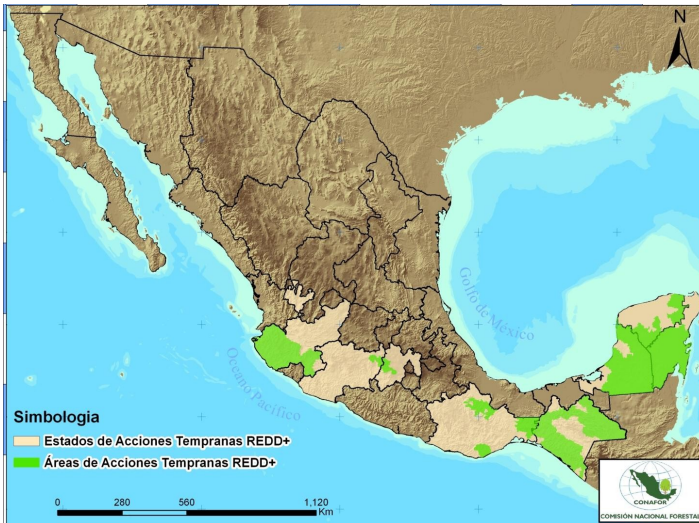 N
Golfo de México
Oceano Pacífico
Simbologia
Estados de Acciones Tempranas REDD+
Áreas de Acciones Tempranas REDD+
0 280 560 1,120
Km
CONAFOR
COMISIÓN NACIONAL FORESTAL